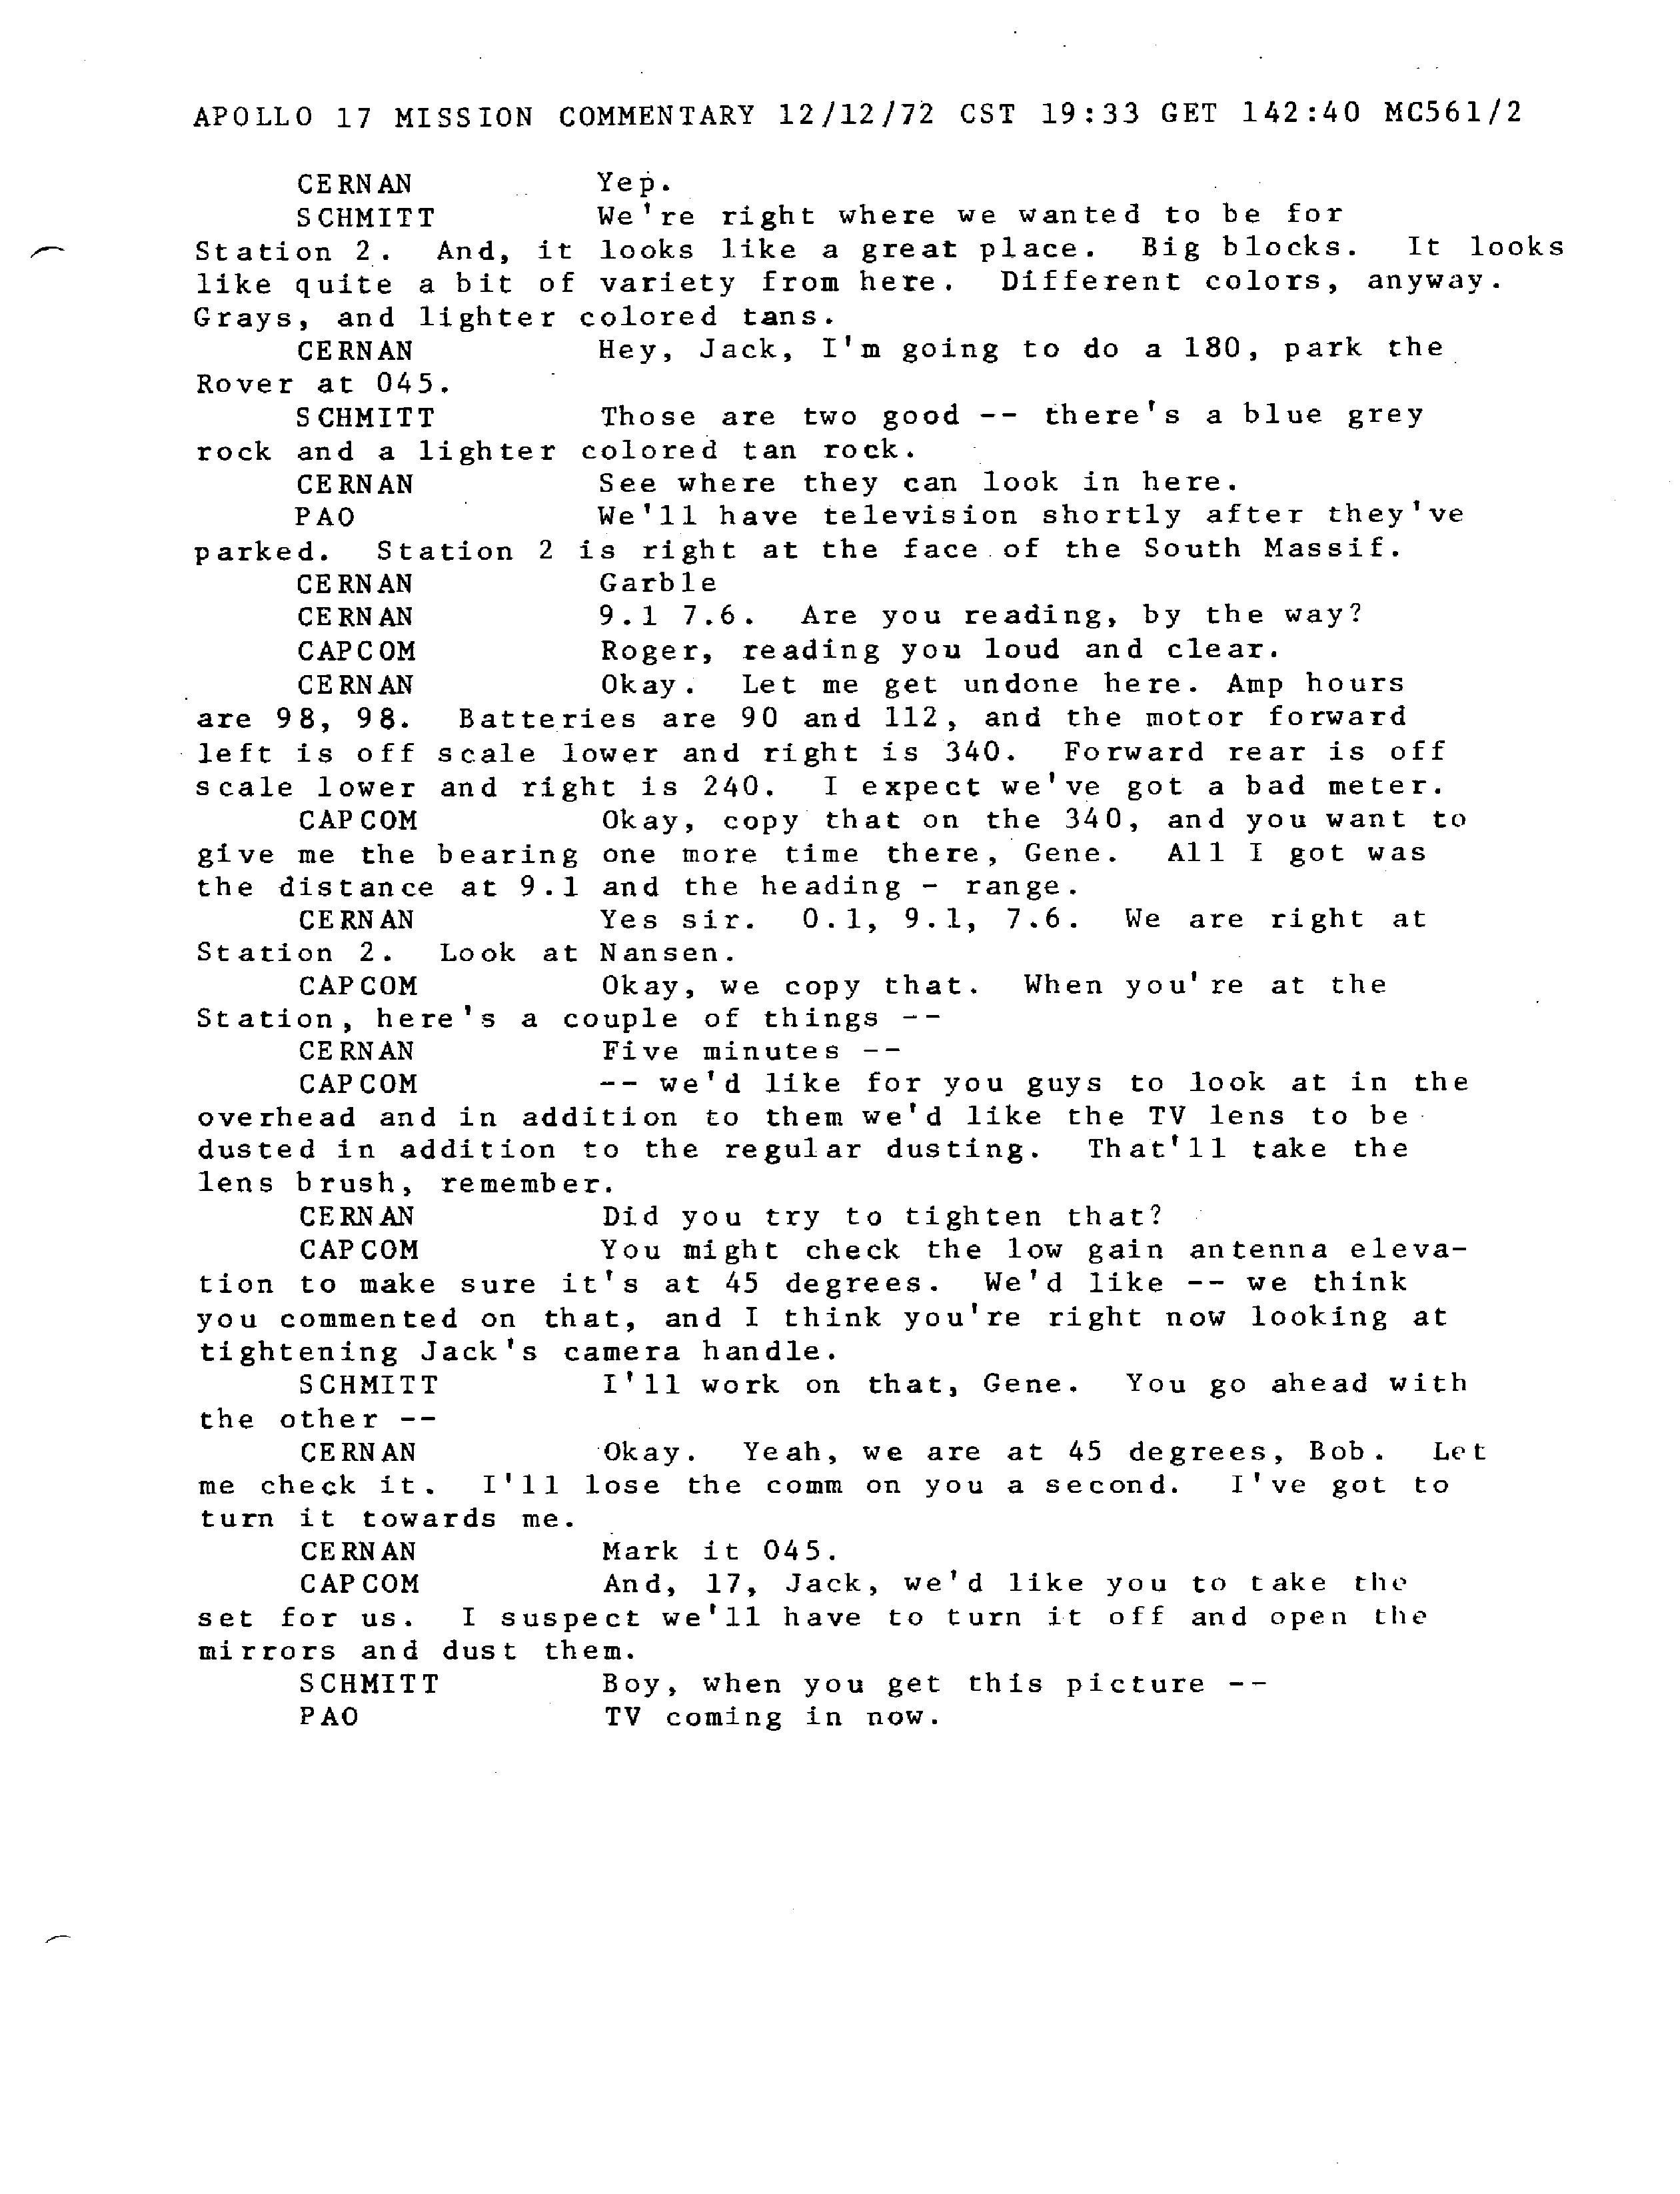 APOLLO 17 MISSION COMMENTARY 12/12/72 CST 19:33 GET 142:40 MC561/2
CERNAN Yep.
SCHMITT We're right where we wanted to be for
Station 2. And, it looks like a great place. Big blocks. It looks
like quite a bit of variety from here. Different colors, anyway.
Grays, and lighter colored tans.
CERNAN Hey, Jack, I'm going to do a 180, park the
Rover at 045.
SCHMITT Those are two good -- there's a blue grey
rock and a lighter colored tan rock.
CERNAN See where they can look in here.
PAO We'll have television shortly after they've
parked. Station 2 is right at the face of the South Massif.
CERNAN Garble
CERNAN 9.1 7.6. Are you reading, by the way?
CAPCOM Roger, reading you loud and clear.
CERNAN Okay. Let me get undone here. Amp hours
are 98, 98. Batteries are 90 and 112, and the motor forward
left is off scale lower and right is 340. Forward rear is off
scale lower and right is 240. I expect we've got a bad meter.
CAPCOM Okay, copy that on the 340, and you want to
give me the bearing one more time there, Gene. All I got was
the distance at 9.1 and the heading - range.
CERNAN Yes sir. 0.1, 9.1, 7.6. We are right at
Station 2. Look at Nansen.
CAPCOM Okay, we copy that. When you're at the
Station, here's a couple of things --
CERNAN Five minutes --
CAPCOM -- we'd like for you guys to look at in the
overhead and in addition to them we'd like the TV lens to be
dusted in addition to the regular dusting. That'll take the
lens brush, remember.
CERNAN Did you try to tighten that?
CAPCOM You might check the low gain antenna eleva-
tion to make sure it's at 45 degrees. We'd like -- we think
you commented on that, and I think you're right now looking at
tightening Jack's camera handle.
SCHMITT I'll work on that, Gene. You go ahead with
the other --
CERNAN Okay. Yeah, we are at 45 degrees, Bob. Let
me check it. I'll lose the comm on you a second. I've got to
turn it towards me.
CERNAN Mark it 045.
CAPCOM And, 17, Jack, we'd like you to take the
set for us. I suspect we'll have to turn it off and open the
mirrors and dust them.
SCHMITT Boy, when you get this picture --
PAO TV coming in now.